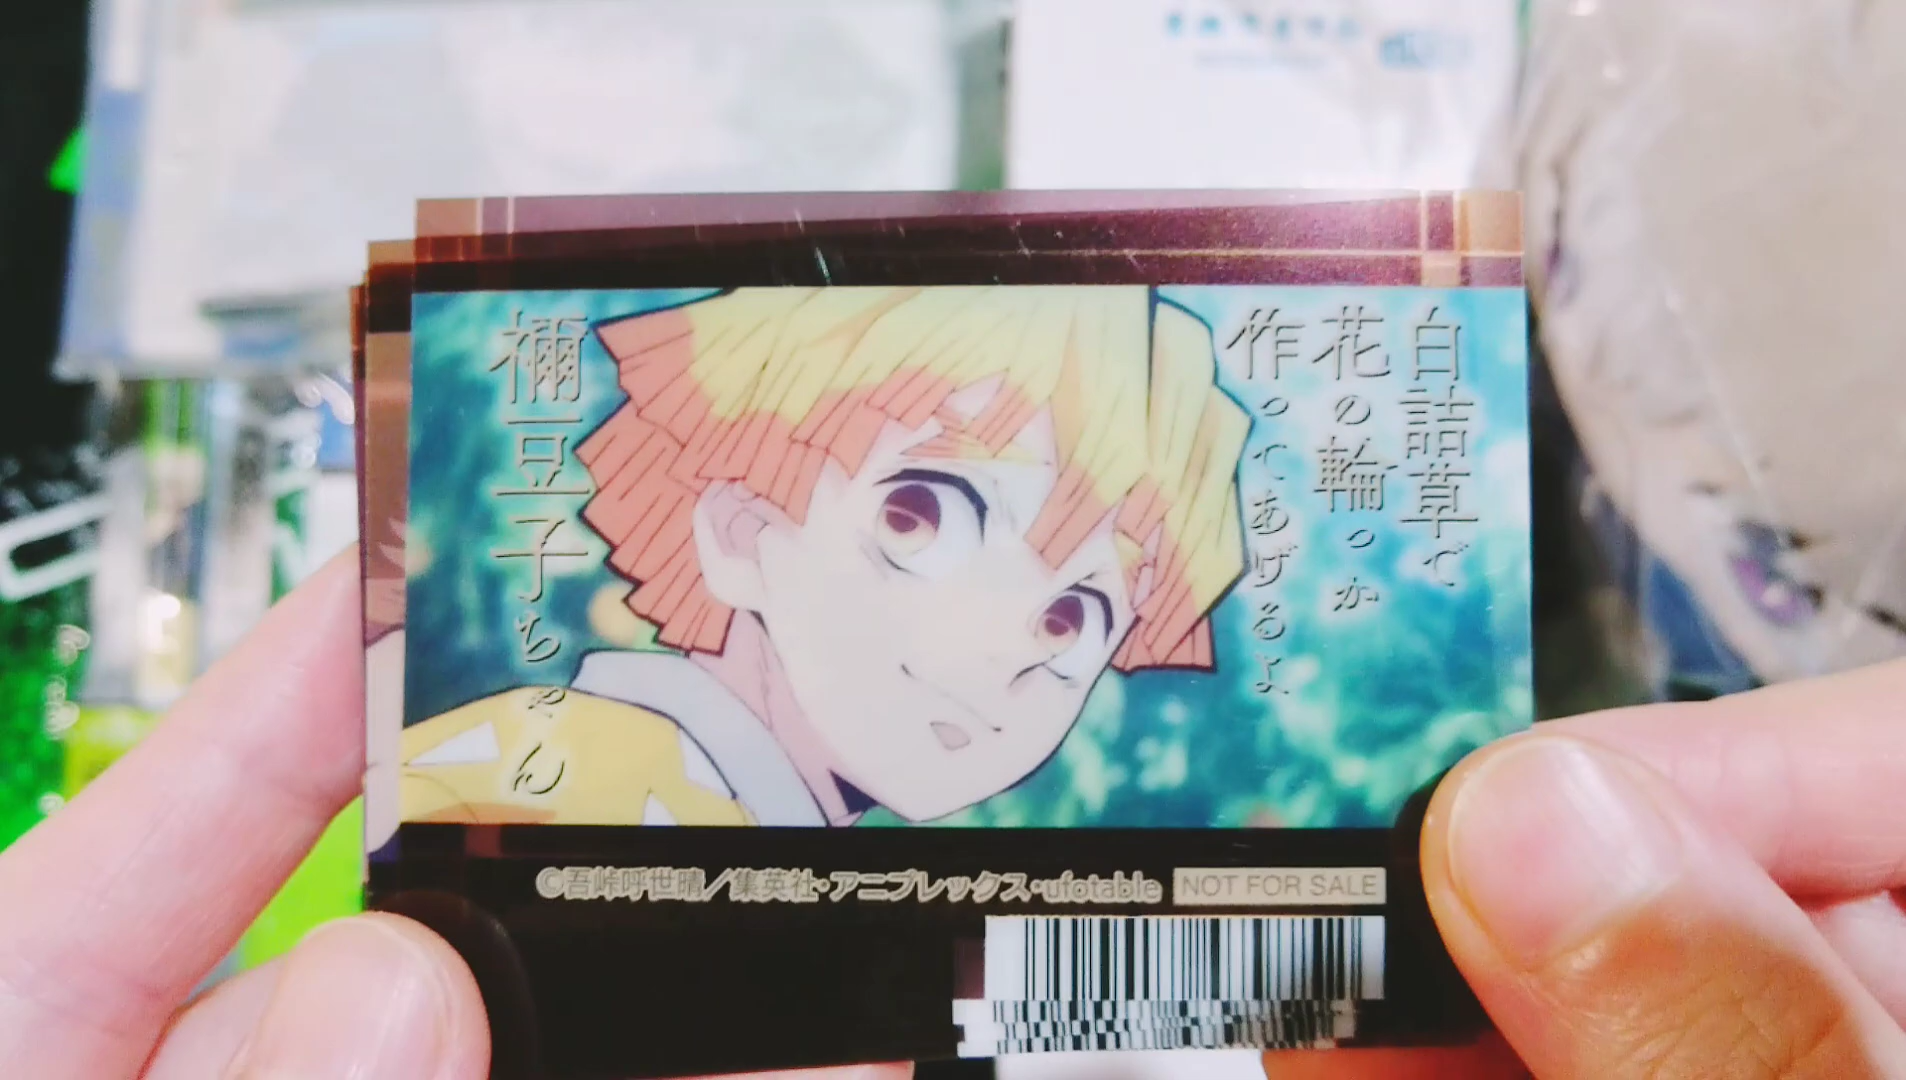 白詰草で
花の輪っか
作ってあげるよ
禰豆子ちゃん
©吾峠呼世晴／集英社・アニプレックス・ufotable
NOT FOR SALE